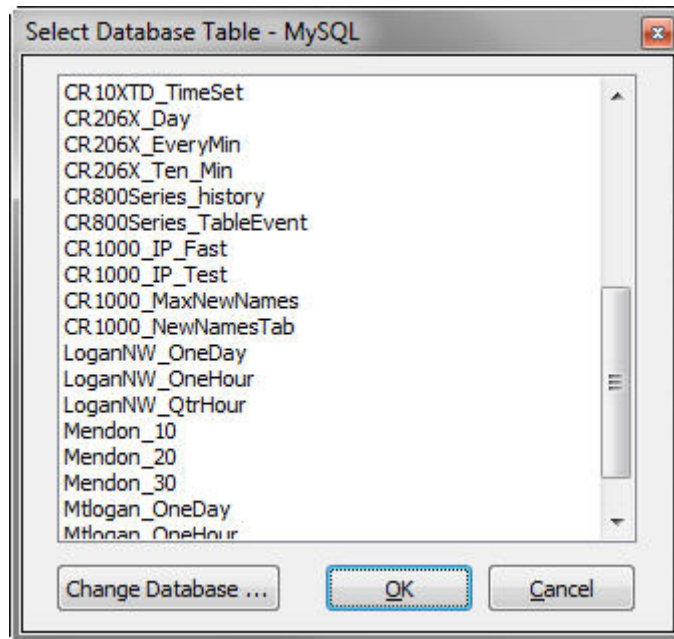 Select Database Table - MySQL
CR10XTD_TimeSet
CR206X_Day
CR206X_EveryMin
CR206X_Ten_Min
CR800Series_history
CR800Series_TableEvent
CR1000_IP_Fast
CR1000_IP_Test
CR1000_MaxNewNames
CR1000_NewNamesTab
LoganNW_OneDay
LoganNW_OneHour
LoganNW_QtrHour
Mendon_10
Mendon_20
Mendon_30
Mtlogan_OneDay
Mtlogan_OneHour
Change Database ... OK Cancel